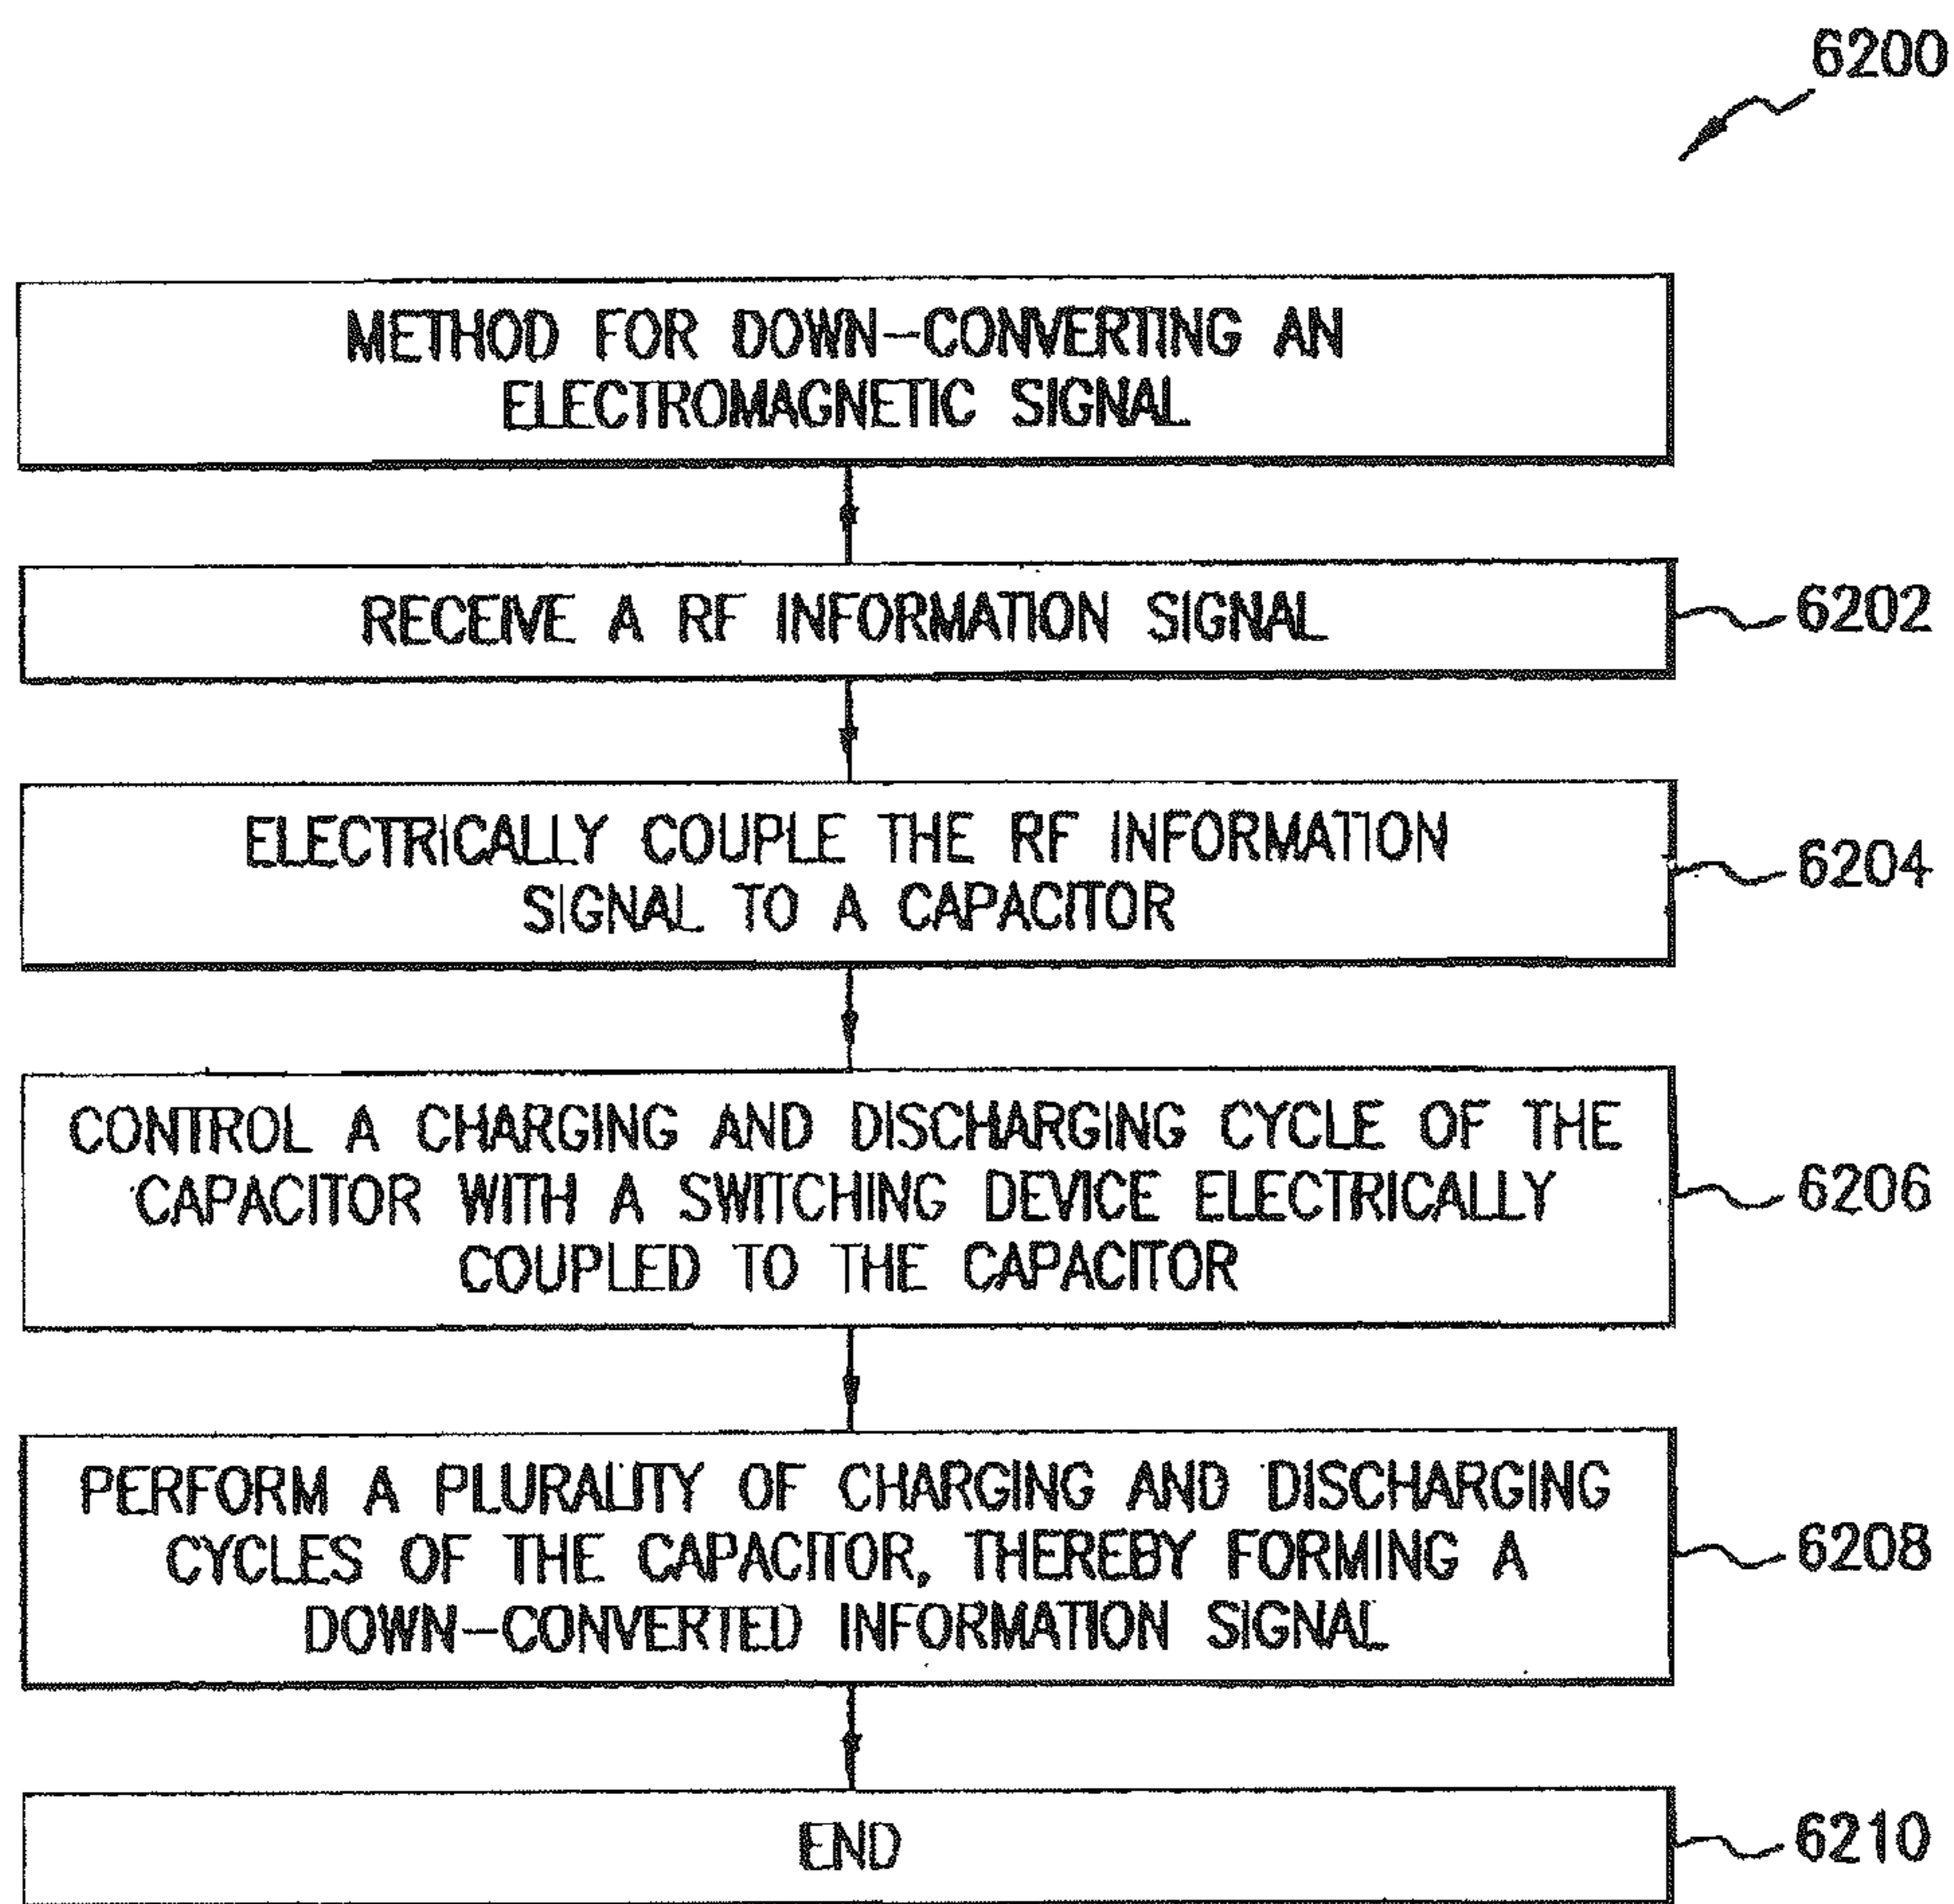 6200
METHOD FOR DOWN-CONVERTING AN
ELECTROMAGNETIC SIGNAL
RECEIVE A RF INFORMATION SIGNAL
6202
ELECTRICALLY COUPLE THE RF INFORMATION
SIGNAL TO A CAPACITOR
6204
CONTROL A CHARGING AND DISCHARGING CYCLE OF THE
CAPACITOR WITH A SWITCHING DEVICE ELECTRICALLY
COUPLED TO THE CAPACITOR
6206
PERFORM A PLURALITY OF CHARGING AND DISCHARGING
CYCLES OF THE CAPACITOR, THEREBY FORMING A
DOWN-CONVERTED INFORMATION SIGNAL
6208
END
6210